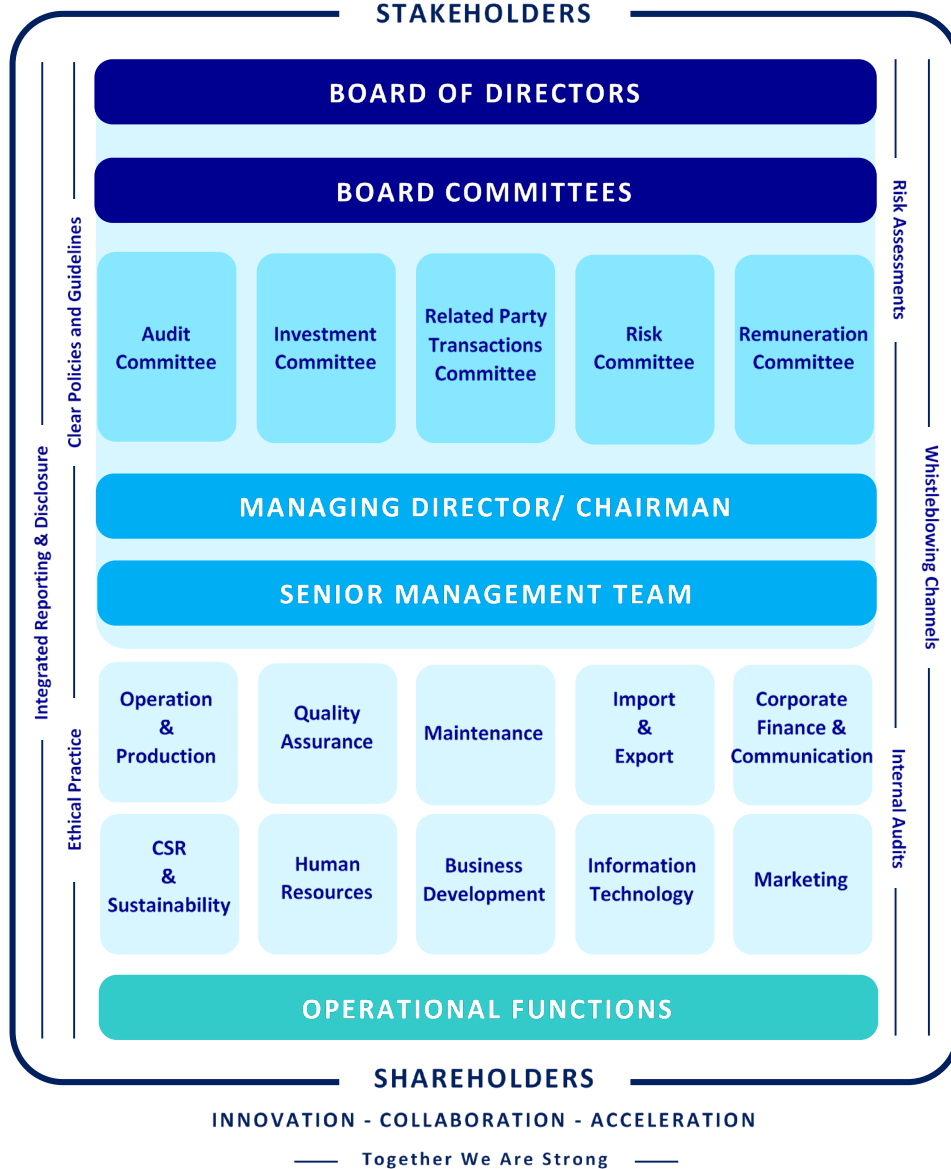 STAKEHOLDERS
BOARD OF DIRECTORS
BOARD COMMITTEES
Audit
Committee
Investment
Committee
Related Party
Transactions
Committee
Risk
Committee
Remuneration
Committee
MANAGING DIRECTOR/ CHAIRMAN
SENIOR MANAGEMENT TEAM
Operation
&
Production
Quality
Assurance
Maintenance
Import
&
Export
Corporate
Finance &
Communication
CSR
&
Sustainability
Human
Resources
Business
Development
Information
Technology
Marketing
OPERATIONAL FUNCTIONS
Integrated Reporting & Disclosure
Clear Policies and Guidelines
Ethical Practice
Risk Assessments
Internal Audits
Whistleblowing Channels
SHAREHOLDERS
INNOVATION - COLLABORATION - ACCELERATION
Together We Are Strong